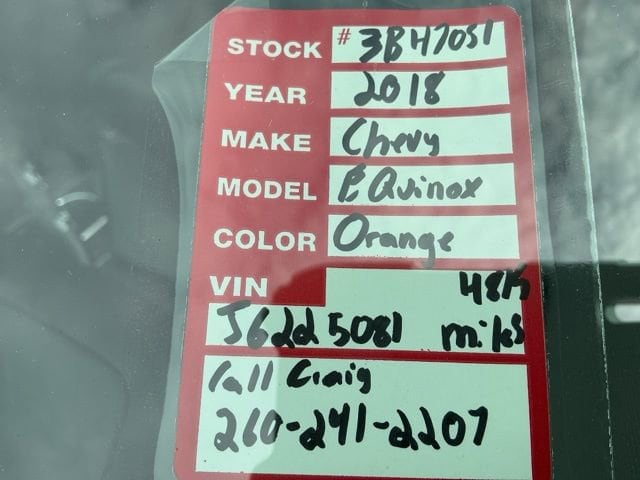 STOCK # 3BH7051
YEAR 2018
MAKE Chevy
MODEL EQuinox
COLOR Orange
VIN 48K
J6225081 miles
Call Craig
260-241-2207